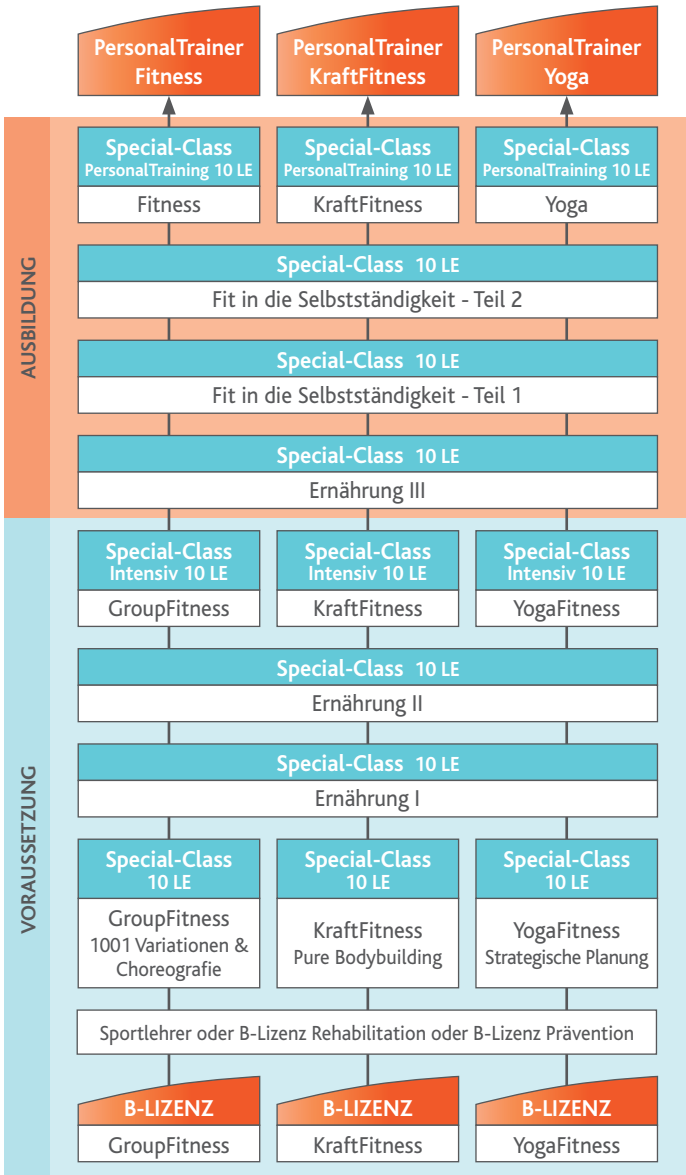 PersonalTrainer
Fitness
PersonalTrainer
KraftFitness
PersonalTrainer
Yoga
AUSBILDUNG
Special-Class
PersonalTraining 10 LE
Fitness
Special-Class
PersonalTraining 10 LE
KraftFitness
Special-Class
PersonalTraining 10 LE
Yoga
Special-Class 10 LE
Fit in die Selbstständigkeit - Teil 2
Special-Class 10 LE
Fit in die Selbstständigkeit - Teil 1
Special-Class 10 LE
Ernährung III
VORAUSSETZUNG
Special-Class
Intensiv 10 LE
GroupFitness
Special-Class
Intensiv 10 LE
KraftFitness
Special-Class
Intensiv 10 LE
YogaFitness
Special-Class 10 LE
Ernährung II
Special-Class 10 LE
Ernährung I
Special-Class
10 LE
GroupFitness
1001 Variationen &
Choreografie
Special-Class
10 LE
KraftFitness
Pure Bodybuilding
Special-Class
10 LE
YogaFitness
Strategische Planung
Sportlehrer oder B-Lizenz Rehabilitation oder B-Lizenz Prävention
B-LIZENZ
GroupFitness
B-LIZENZ
KraftFitness
B-LIZENZ
YogaFitness